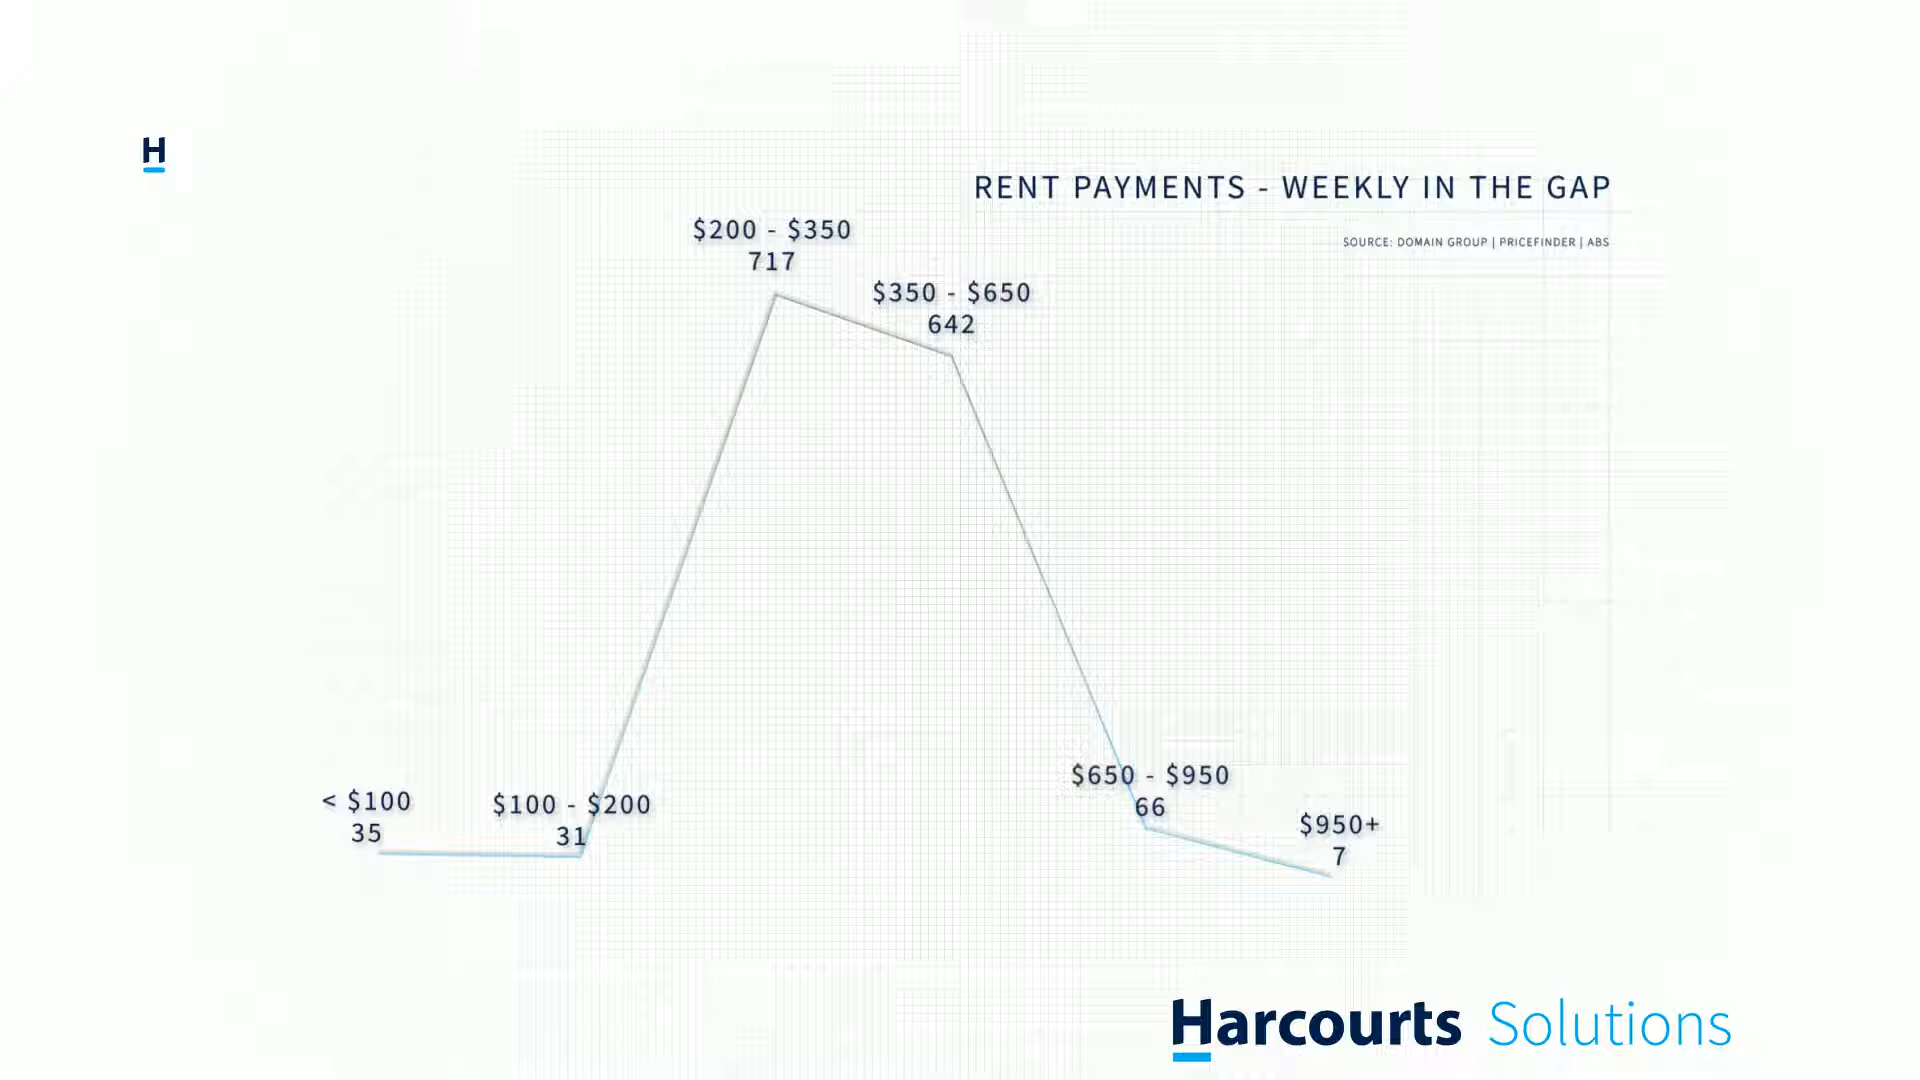 H
RENT PAYMENTS - WEEKLY IN THE GAP
SOURCE: DOMAIN GROUP | PRICEFINDER | ABS
$200 - $350
717
$350 - $650
642
< $100
35
$100 - $200
31
$650 - $950
66
$950+
7
Harcourts Solutions